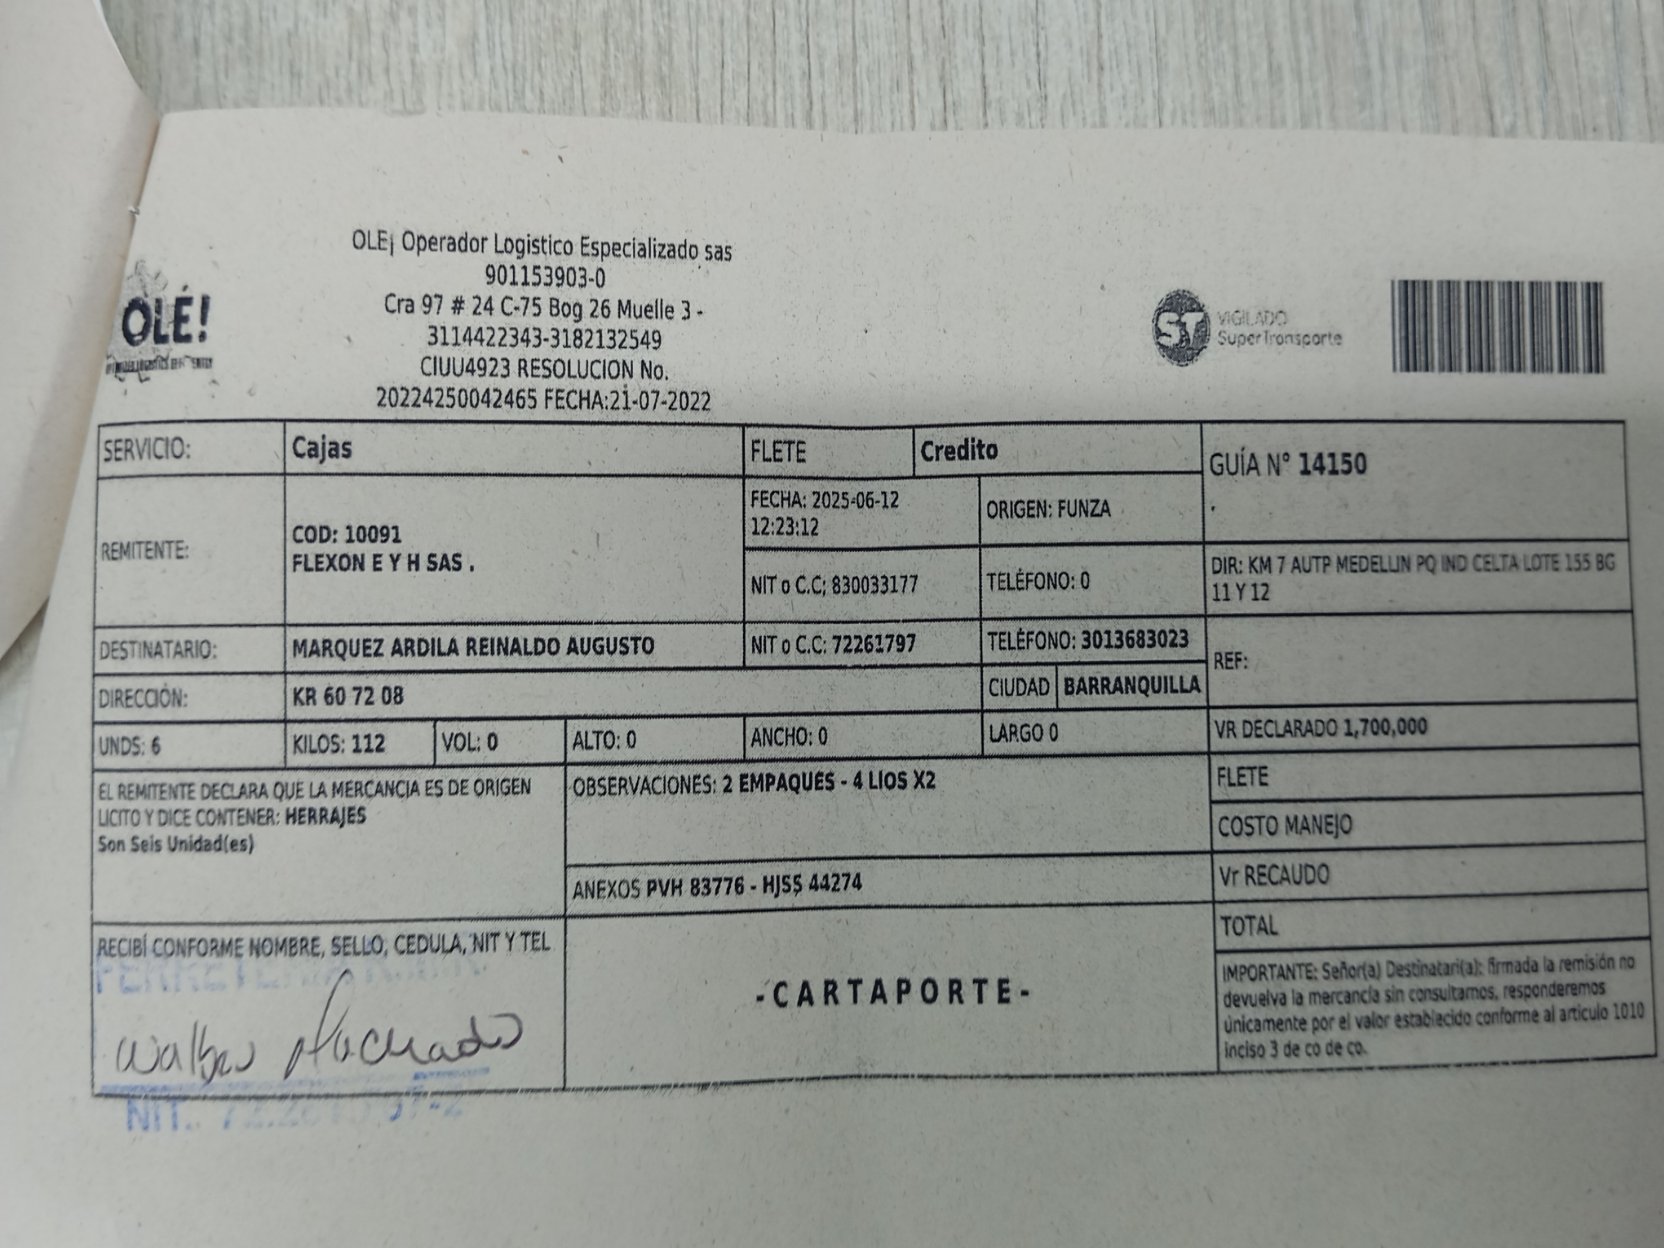 OLE¡ Operador Logistico Especializado sas
901153903-0
Cra 97 # 24 C-75 Bog 26 Muelle 3 -
3114422343-3182132549
CIUU4923 RESOLUCION No.
20224250042465 FECHA:21-07-2022
OLÉ!
ST VIGILADO
SuperTransporte
SERVICIO: Cajas FLETE Credito GUÍA N° 14150
REMITENTE: COD: 10091
FLEXON E Y H SAS .
FECHA: 2025-06-12
12:23:12
ORIGEN: FUNZA
NIT o C.C; 830033177 TELÉFONO: 0
DIR: KM 7 AUTP MEDELLIN PQ IND CELTA LOTE 155 BG
11 Y 12
DESTINATARIO: MARQUEZ ARDILA REINALDO AUGUSTO NIT o C.C: 72261797 TELÉFONO: 3013683023
REF:
DIRECCIÓN: KR 60 72 08 CIUDAD BARRANQUILLA
UNDS: 6 KILOS: 112 VOL: 0 ALTO: 0 ANCHO: 0 LARGO 0 VR DECLARADO 1,700,000
EL REMITENTE DECLARA QUE LA MERCANCIA ES DE ORIGEN
LICITO Y DICE CONTENER: HERRAJES
Son Seis Unidad(es)
OBSERVACIONES: 2 EMPAQUES - 4 LIOS X2
FLETE
COSTO MANEJO
ANEXOS PVH 83776 - HJSS 44274
Vr RECAUDO
TOTAL
RECIBÍ CONFORME NOMBRE, SELLO, CEDULA, NIT Y TEL
Walber Machado
NIT.:
-CARTAPORTE-
IMPORTANTE: Señor(a) Destinatari(a): firmada la remisión no
devuelva la mercancía sin consultarnos, responderemos
únicamente por el valor establecido conforme al articulo 1010
inciso 3 de co de co.